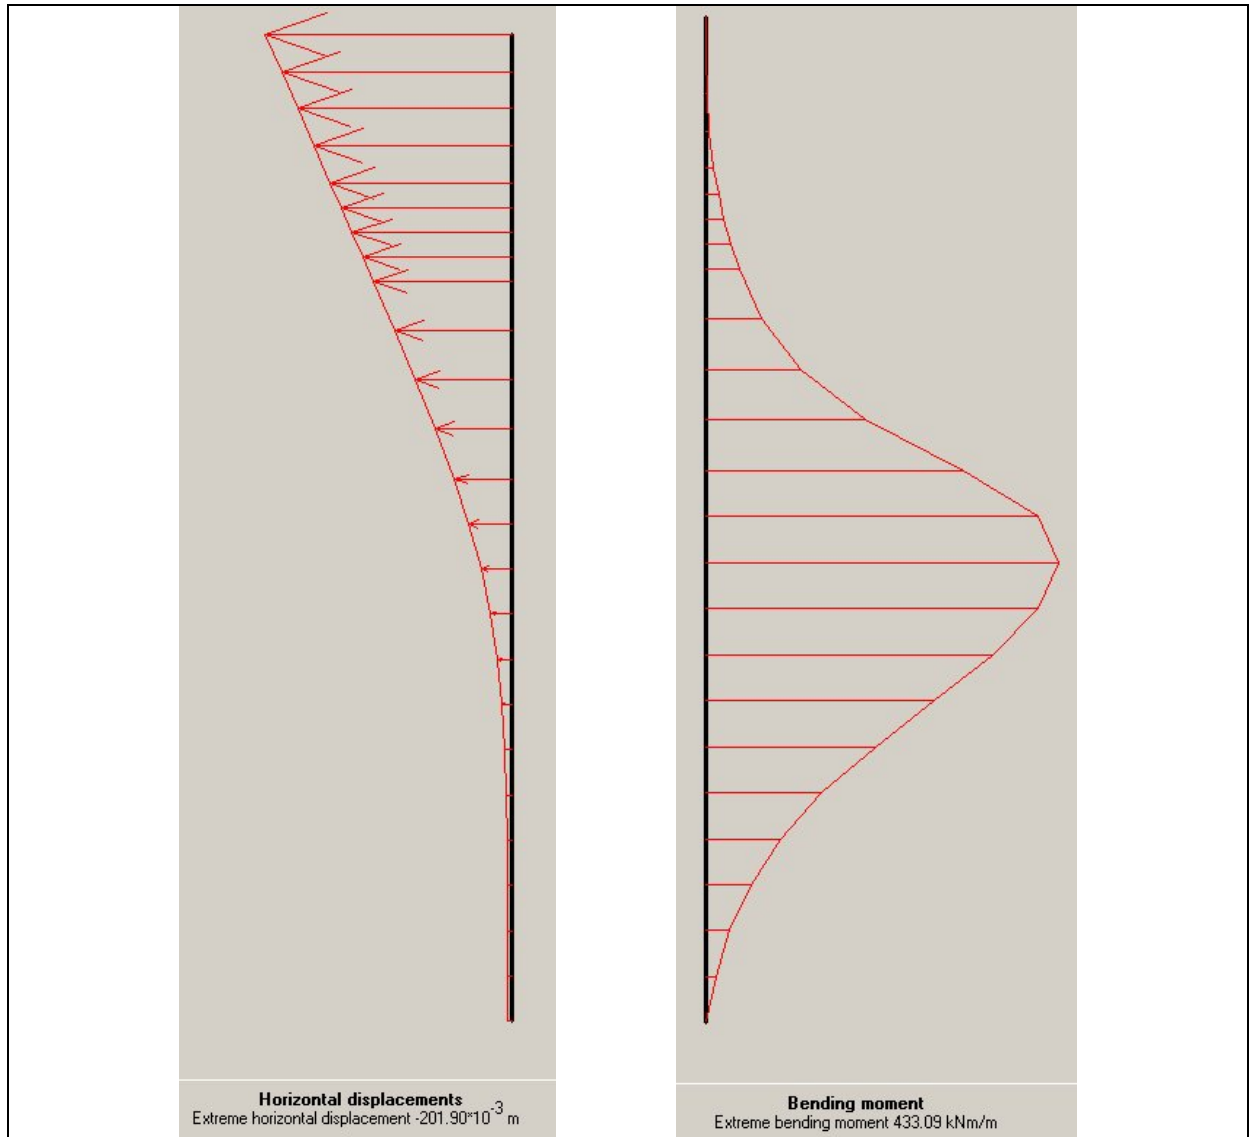 Horizontal displacements
Extreme horizontal displacement -201.90*10⁻³ m
Bending moment
Extreme bending moment 433.09 kNm/m